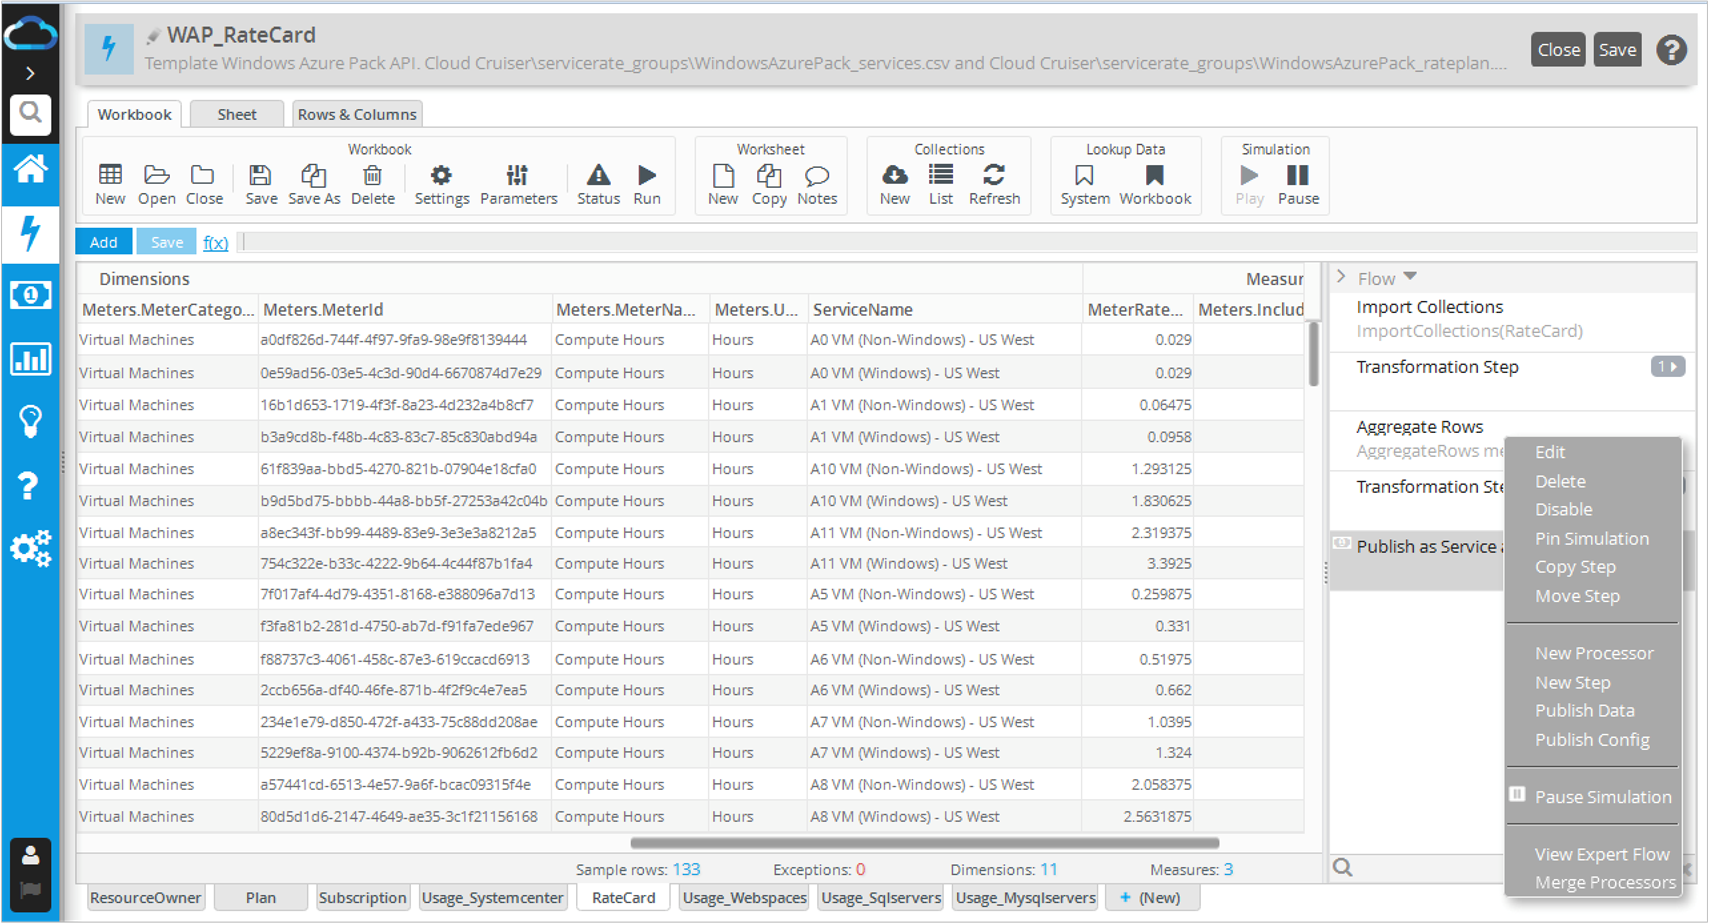 WAP_RateCard
Template Windows Azure Pack API. Cloud Cruiser\servicerate_groups\WindowsAzurePack_services.csv and Cloud Cruiser\servicerate_groups\WindowsAzurePack_rateplan....
Close Save ?
Workbook Sheet Rows & Columns
Workbook Worksheet Collections Lookup Data Simulation
New Open Close Save Save As Delete Settings Parameters Status Run New Copy Notes New List Refresh System Workbook Play Pause
Add Save f(x)
Dimensions Measur
Meters.MeterCatego... Meters.MeterId Meters.MeterNa... Meters.U... ServiceName MeterRate... Meters.Includ
Virtual Machines a0df826d-744f-4f97-9fa9-98e9f8139444 Compute Hours Hours A0 VM (Non-Windows) - US West 0.029
Virtual Machines 0e59ad56-03e5-4c3d-90d4-6670874d7e29 Compute Hours Hours A0 VM (Windows) - US West 0.029
Virtual Machines 16b1d653-1719-4f3f-8a23-4d232a4b8cf7 Compute Hours Hours A1 VM (Non-Windows) - US West 0.06475
Virtual Machines b3a9cd8b-f48b-4c83-83c7-85c830abd94a Compute Hours Hours A1 VM (Windows) - US West 0.0958
Virtual Machines 61f839aa-bbd5-4270-821b-07904e18cfa0 Compute Hours Hours A10 VM (Non-Windows) - US West 1.293125
Virtual Machines b9d5bd75-bbbb-44a8-bb5f-27253a42c04b Compute Hours Hours A10 VM (Windows) - US West 1.830625
Virtual Machines a8ec343f-bb99-4489-83e9-3e3e3a8212a5 Compute Hours Hours A11 VM (Non-Windows) - US West 2.319375
Virtual Machines 754c322e-b33c-4222-9b64-4c44f87b1fa4 Compute Hours Hours A11 VM (Windows) - US West 3.3925
Virtual Machines 7f017af4-4d79-4351-8168-e388096a7d13 Compute Hours Hours A5 VM (Non-Windows) - US West 0.259875
Virtual Machines f3fa81b2-281d-4750-ab7d-f91fa7ede967 Compute Hours Hours A5 VM (Windows) - US West 0.331
Virtual Machines f88737c3-4061-458c-87e3-619ccacd6913 Compute Hours Hours A6 VM (Non-Windows) - US West 0.51975
Virtual Machines 2ccb656a-df40-46fe-871b-4f2f9c4e7ea5 Compute Hours Hours A6 VM (Windows) - US West 0.662
Virtual Machines 234e1e79-d850-472f-a433-75c88dd208ae Compute Hours Hours A7 VM (Non-Windows) - US West 1.0395
Virtual Machines 5229ef8a-9100-4374-b92b-9062612fb6d2 Compute Hours Hours A7 VM (Windows) - US West 1.324
Virtual Machines a57441cd-6513-4e57-9a6f-bcac09315f4e Compute Hours Hours A8 VM (Non-Windows) - US West 2.058375
Virtual Machines 80d5d1d6-2147-4649-ae35-3c1f21156168 Compute Hours Hours A8 VM (Windows) - US West 2.5631875
Sample rows: 133 Exceptions: 0 Dimensions: 11 Measures: 3
ResourceOwner Plan Subscription Usage_Systemcenter RateCard Usage_Webspaces Usage_Sqlservers Usage_Mysqlservers + (New)
Flow
Import Collections
ImportCollections(RateCard)
Transformation Step 1
Aggregate Rows
AggregateRows me
Transformation Ste
Publish as Service a
Edit
Delete
Disable
Pin Simulation
Copy Step
Move Step
New Processor
New Step
Publish Data
Publish Config
Pause Simulation
View Expert Flow
Merge Processors